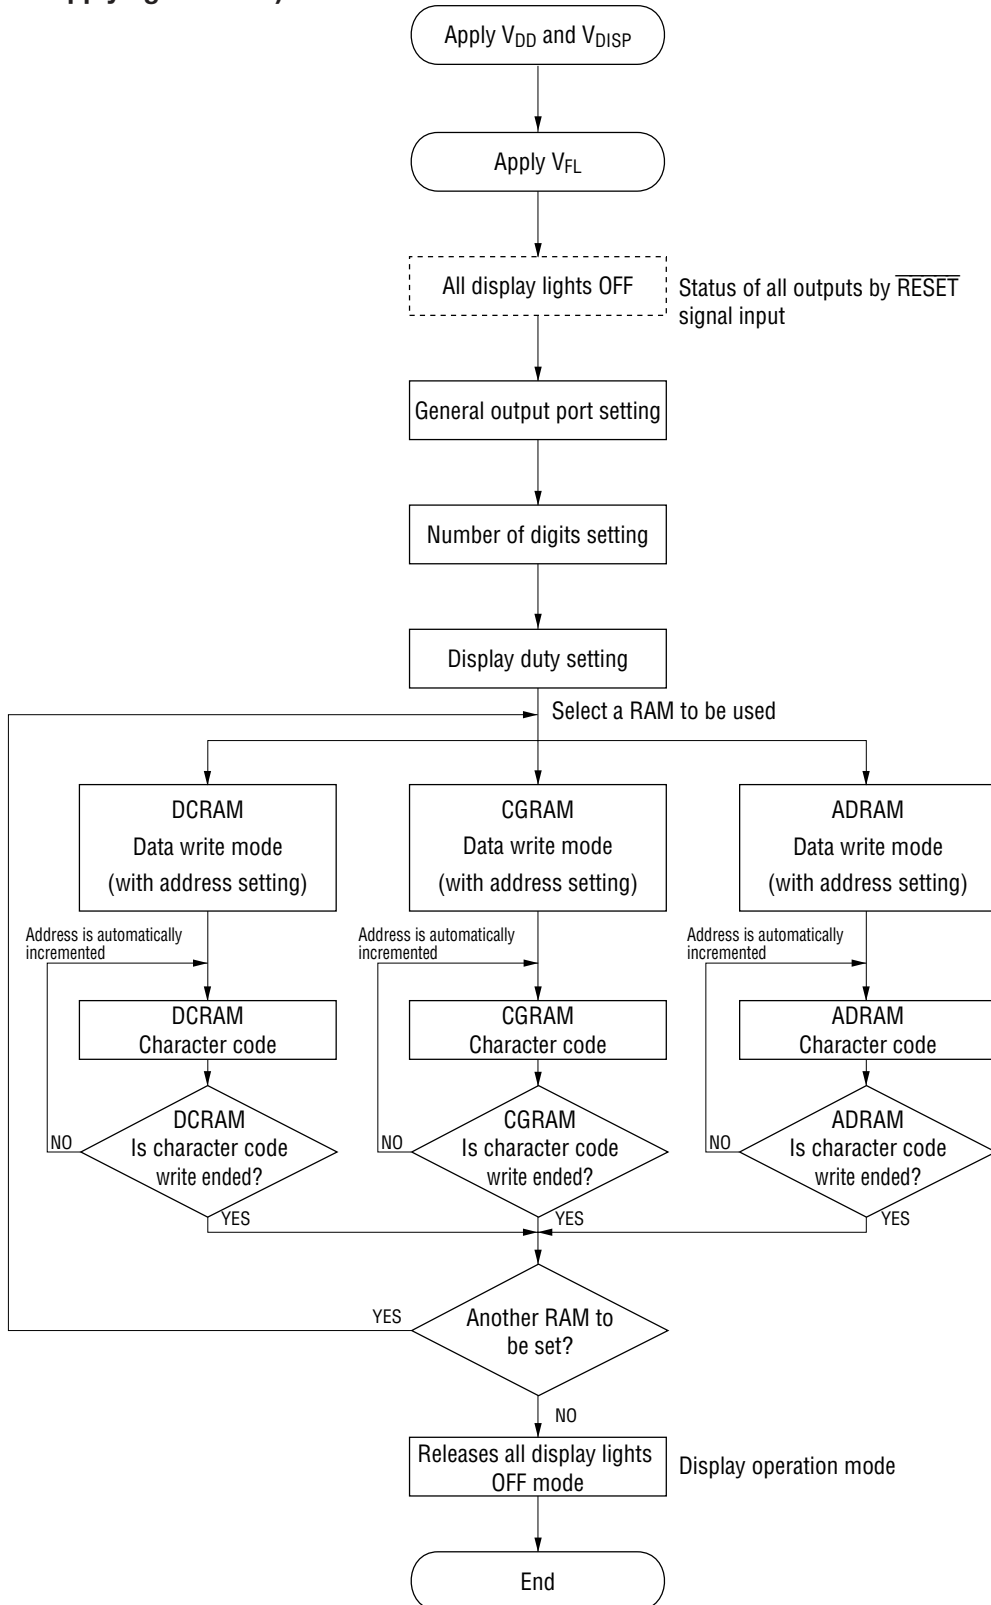 Apply VDD and VDISP
Apply VFL
All display lights OFF
Status of all outputs by RESET
signal input
General output port setting
Number of digits setting
Display duty setting
Select a RAM to be used
DCRAM
Data write mode
(with address setting)
CGRAM
Data write mode
(with address setting)
ADRAM
Data write mode
(with address setting)
Address is automatically
incremented
Address is automatically
incremented
Address is automatically
incremented
DCRAM
Character code
CGRAM
Character code
ADRAM
Character code
DCRAM
Is character code
write ended?
NO
YES
CGRAM
Is character code
write ended?
NO
YES
ADRAM
Is character code
write ended?
NO
YES
Another RAM to
be set?
YES
NO
Releases all display lights
OFF mode
Display operation mode
End